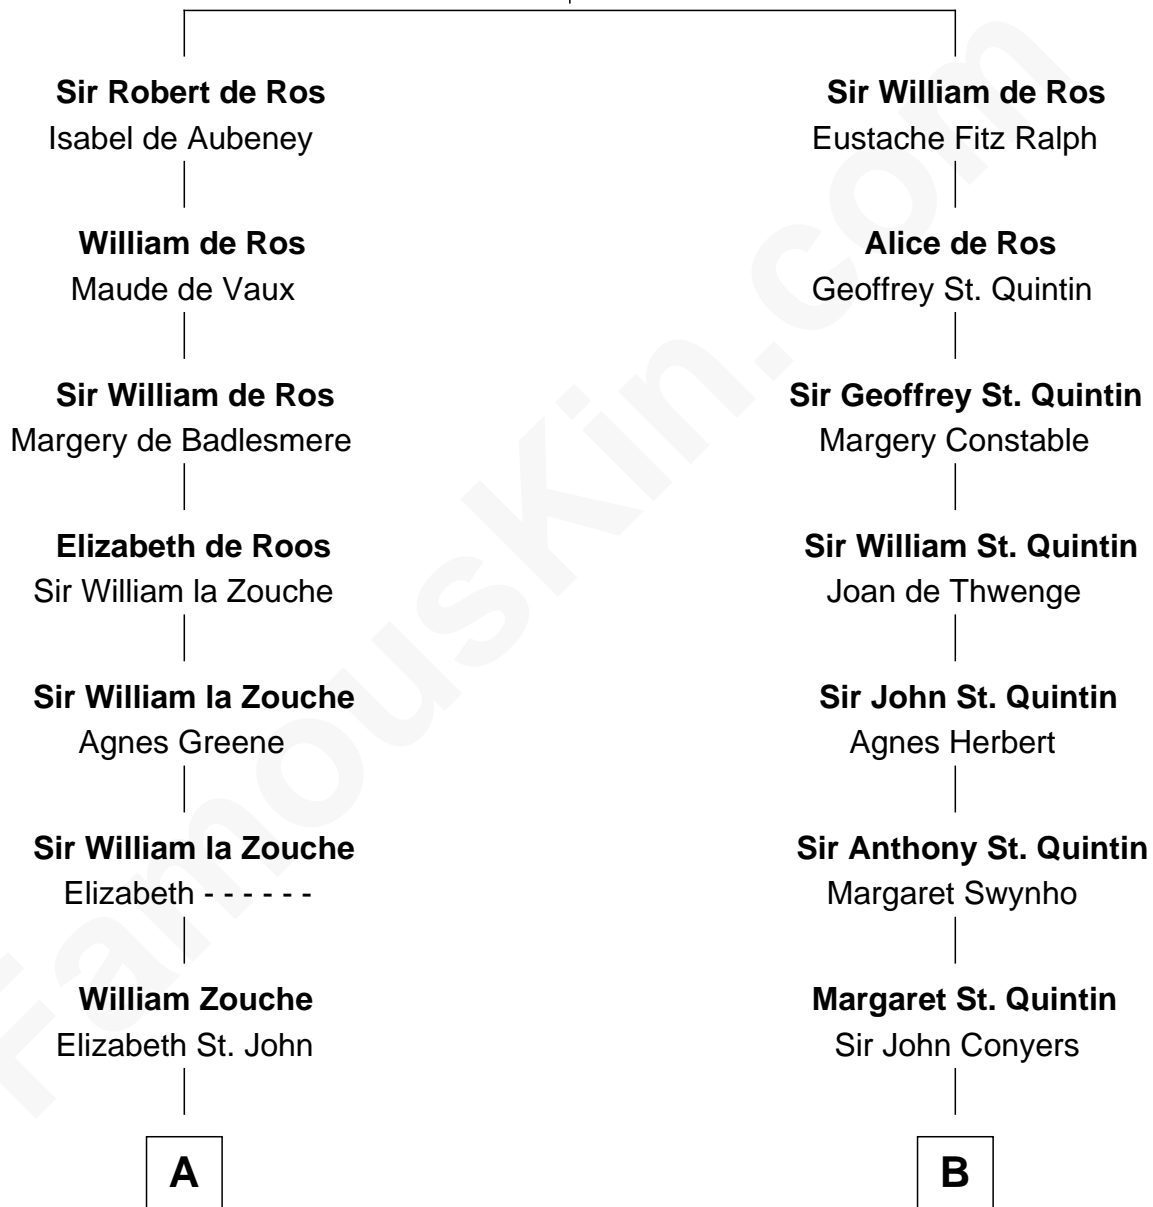 Sir Robert de Ros
Isabel de Aubeney
William de Ros
Maude de Vaux
Sir William de Ros
Margery de Badlesmere
Elizabeth de Roos
Sir William la Zouche
Sir William la Zouche
Agnes Greene
Sir William la Zouche
Elizabeth - - - - - -
William Zouche
Elizabeth St. John
A
Sir William de Ros
Eustache Fitz Ralph
Alice de Ros
Geoffrey St. Quintin
Sir Geoffrey St. Quintin
Margery Constable
Sir William St. Quintin
Joan de Thwenge
Sir John St. Quintin
Agnes Herbert
Sir Anthony St. Quintin
Margaret Swynho
Margaret St. Quintin
Sir John Conyers
B
FamousKin.com